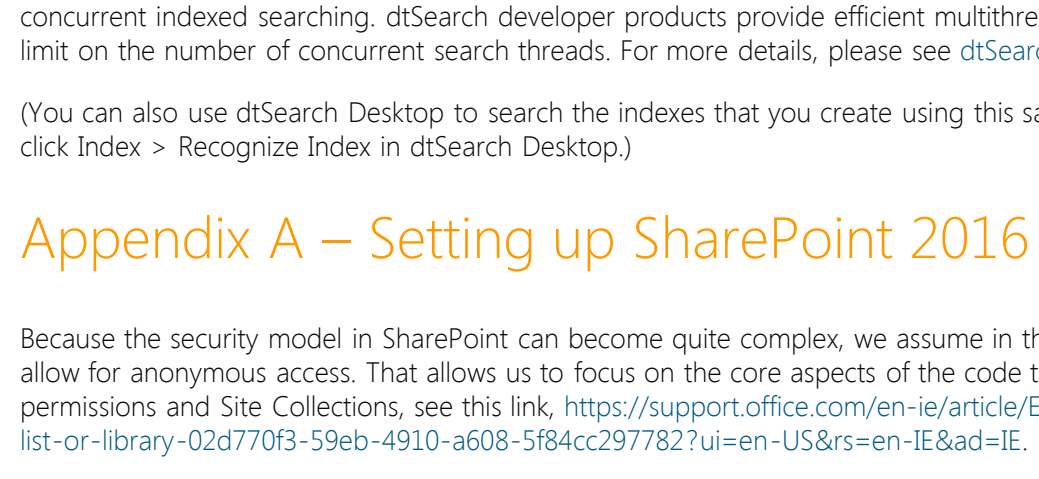 concurrent indexed searching. dtSearch developer products provide efficient multithre
limit on the number of concurrent search threads. For more details, please see dtSearc
(You can also use dtSearch Desktop to search the indexes that you create using this sa
click Index > Recognize Index in dtSearch Desktop.)
Appendix A – Setting up SharePoint 2016
Because the security model in SharePoint can become quite complex, we assume in th
allow for anonymous access. That allows us to focus on the core aspects of the code t
permissions and Site Collections, see this link, https://support.office.com/en-ie/article/E
list-or-library-02d770f3-59eb-4910-a608-5f84cc297782?ui=en-US&rs=en-IE&ad=IE.